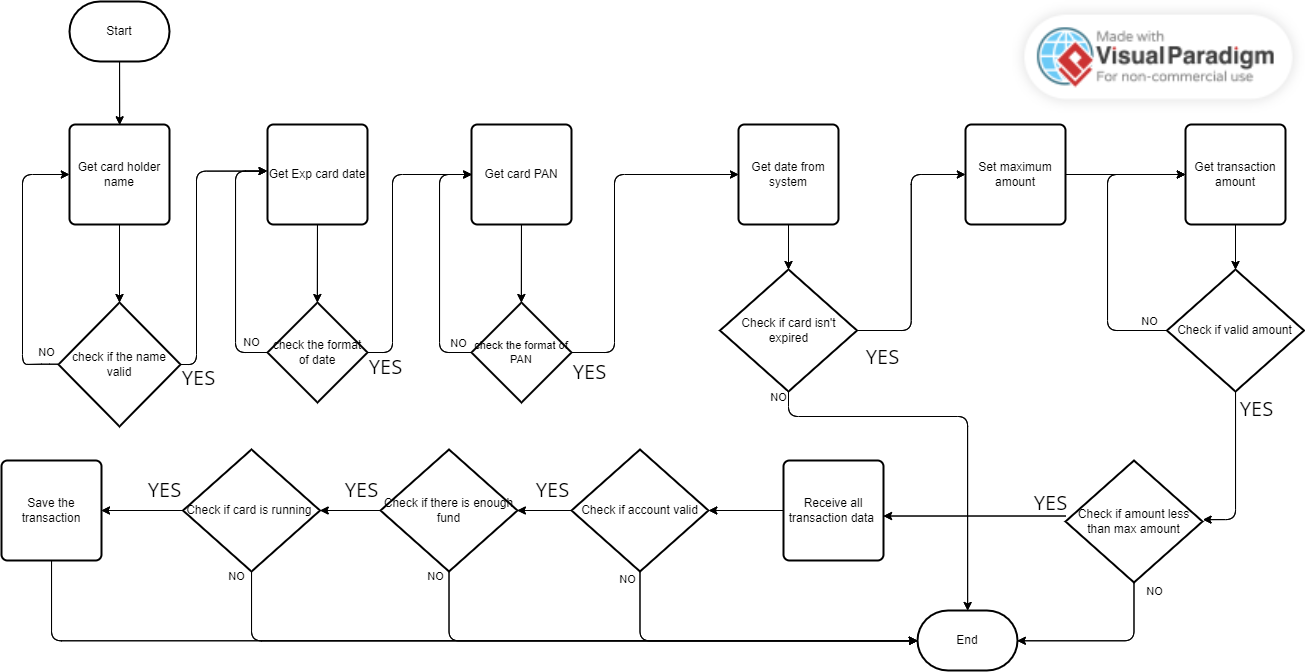 Start
Made with
Visual Paradigm
For non-commercial use
Get card holder
name
Get Exp card date
Get card PAN
Get date from
system
Set maximum
amount
Get transaction
amount
NO
check if the name
valid
YES
NO
check the format
of date
YES
NO
check the format of
PAN
YES
Check if card isn't
expired
YES
NO
NO
Check if valid amount
YES
Save the
transaction
YES
Check if card is running
NO
YES
Check if there is enough
fund
NO
YES
Check if account valid
NO
Receive all
transaction data
YES
Check if amount less
than max amount
NO
End